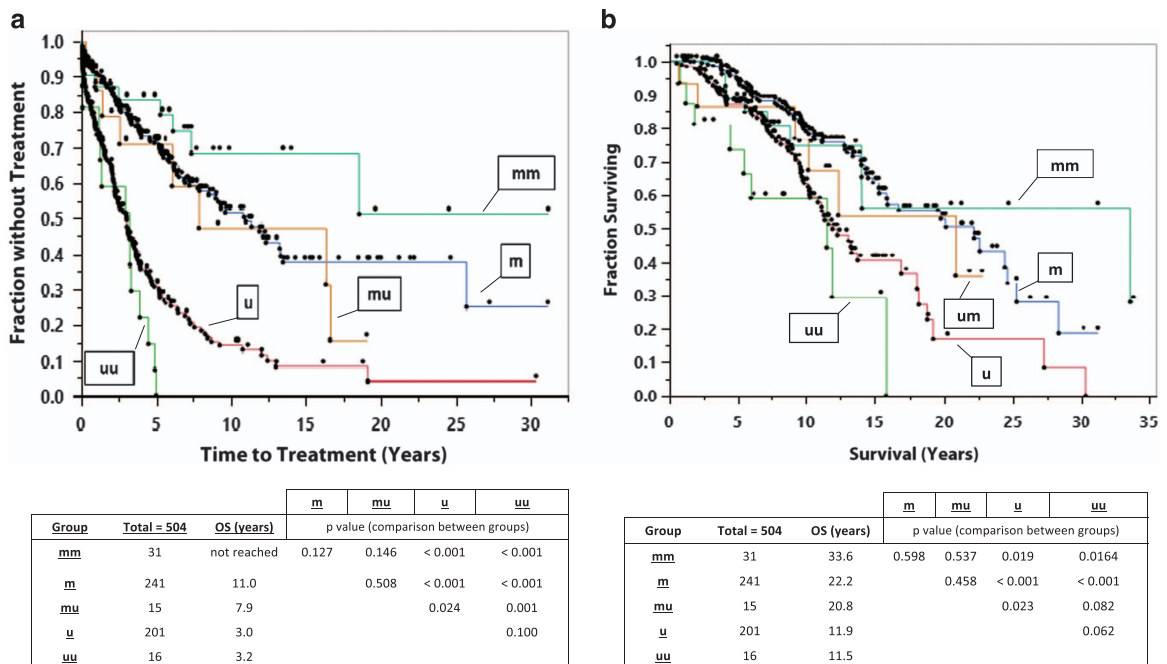 a
1.0
0.9
0.8
0.7
0.6
0.5
0.4
0.3
0.2
0.1
0.0
Fraction without Treatment
mm
m
mu
u
uu
0 5 10 15 20 25 30
Time to Treatment (Years)
m mu u uu
Group Total = 504 OS (years) p value (comparison between groups)
mm 31 not reached 0.127 0.146 < 0.001 < 0.001
m 241 11.0 0.508 < 0.001 < 0.001
mu 15 7.9 0.024 0.001
u 201 3.0 0.100
uu 16 3.2
b
1.0
0.9
0.8
0.7
0.6
0.5
0.4
0.3
0.2
0.1
0.0
Fraction Surviving
mm
m
um
uu
u
0 5 10 15 20 25 30 35
Survival (Years)
m mu u uu
Group Total = 504 OS (years) p value (comparison between groups)
mm 31 33.6 0.598 0.537 0.019 0.0164
m 241 22.2 0.458 < 0.001 < 0.001
mu 15 20.8 0.023 0.082
u 201 11.9 0.062
uu 16 11.5